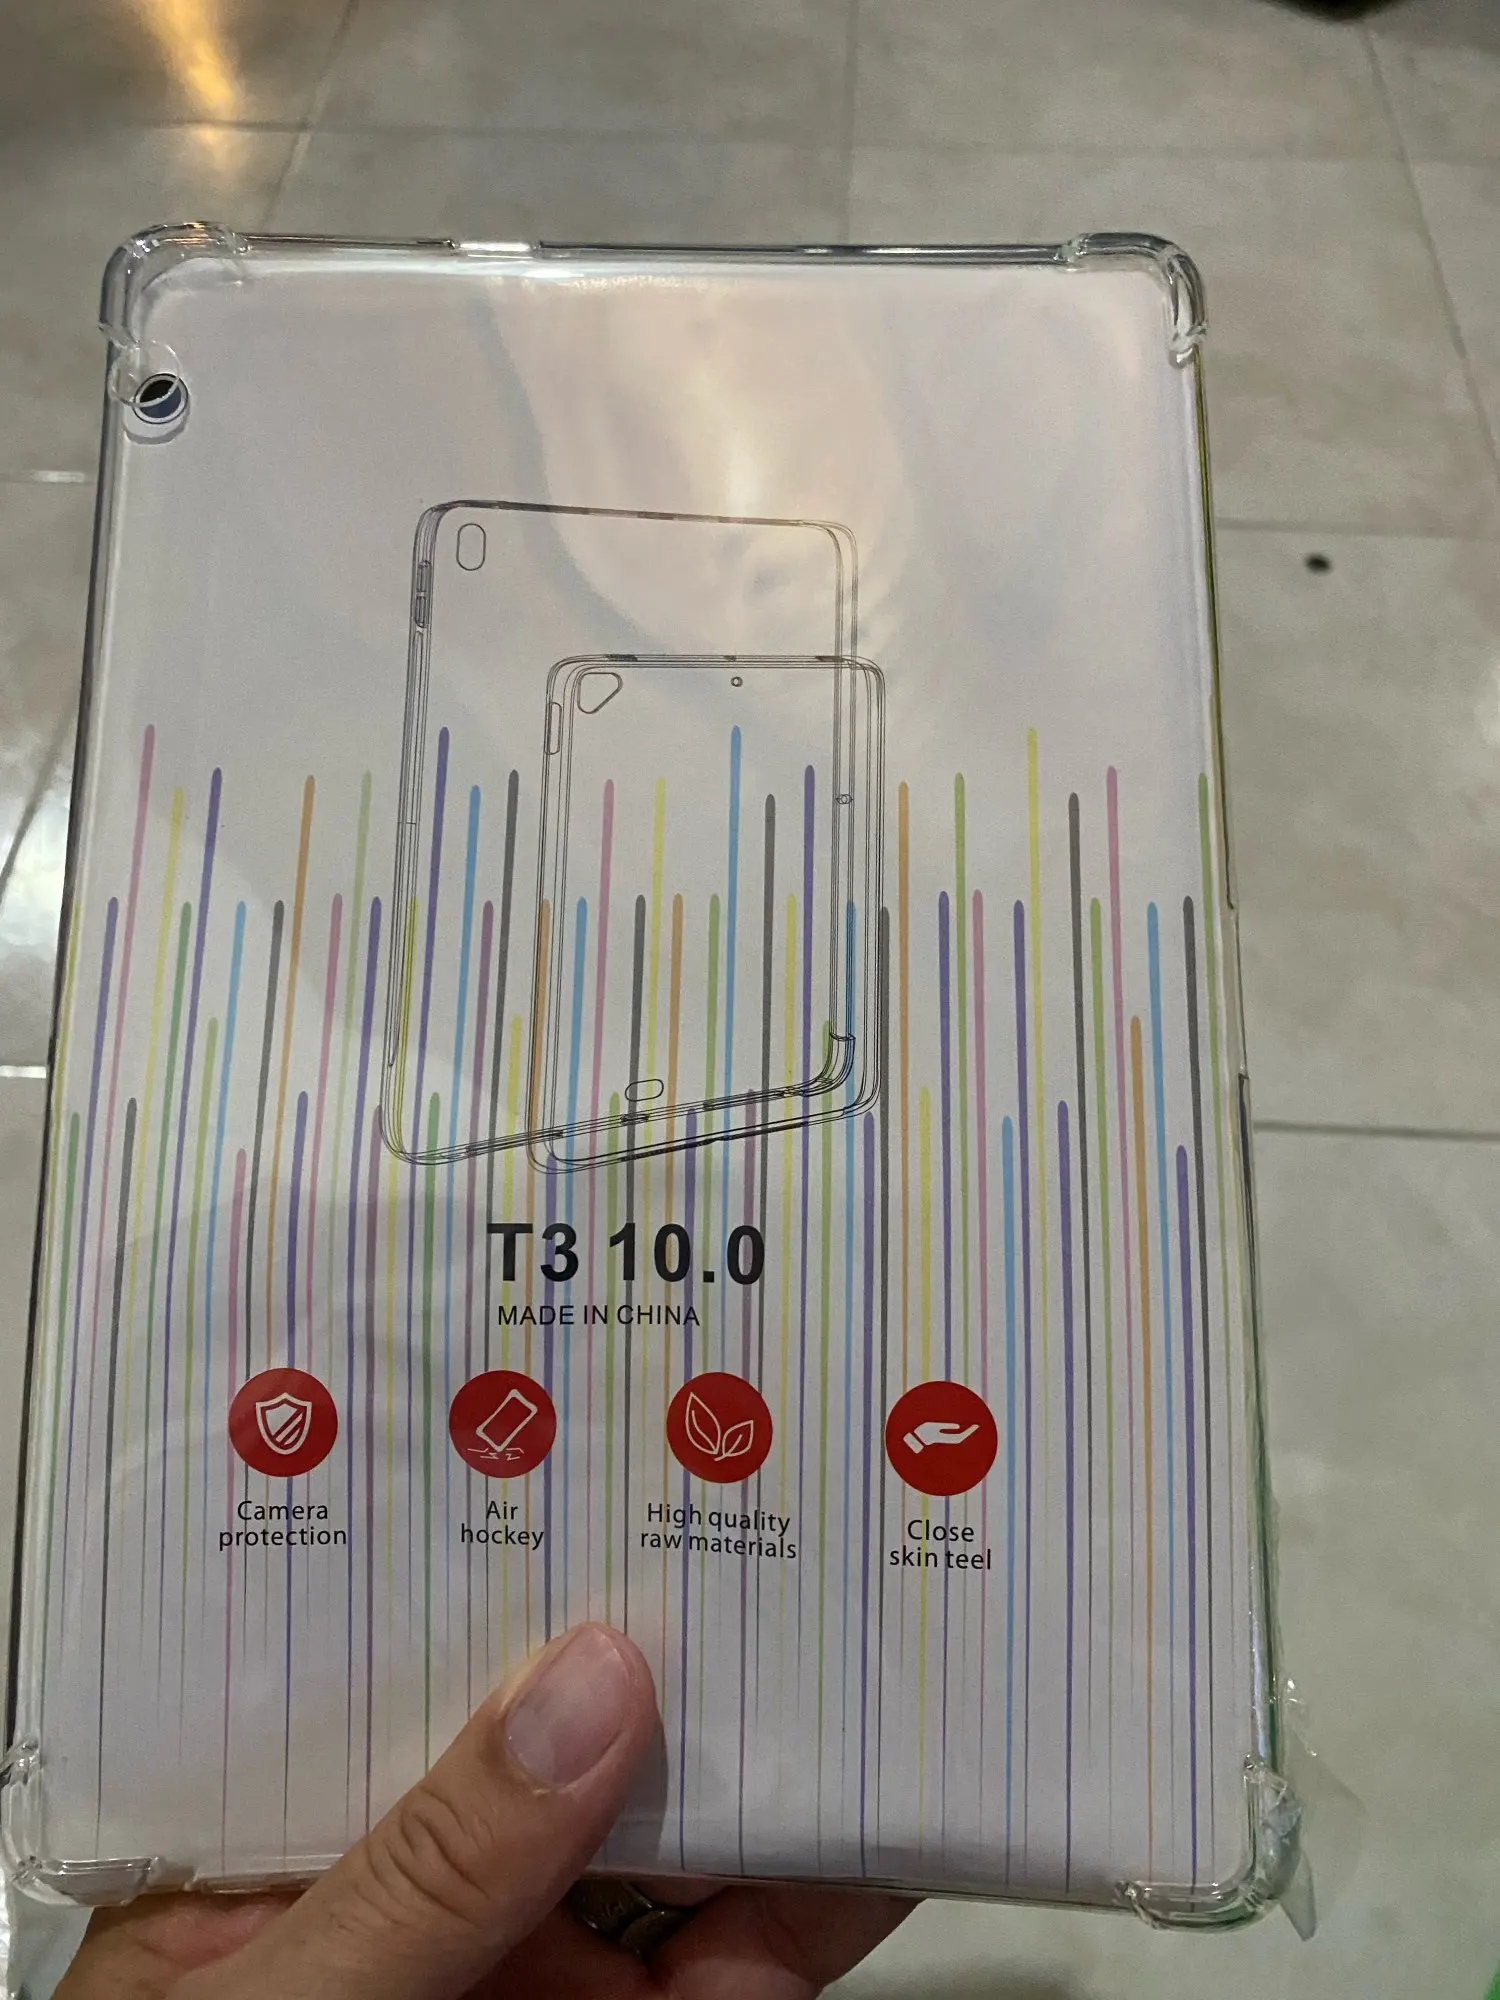 T3 10.0
MADE IN CHINA
Camera
protection
Air
hockey
High quality
raw materials
Close
skin teel